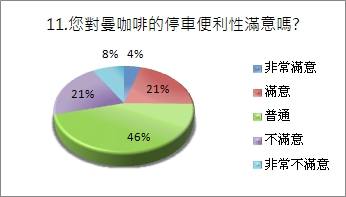 11.您對曼咖啡的停車便利性滿意嗎?
8%
4%
21%
21%
46%
非常滿意
滿意
普通
不滿意
非常不滿意